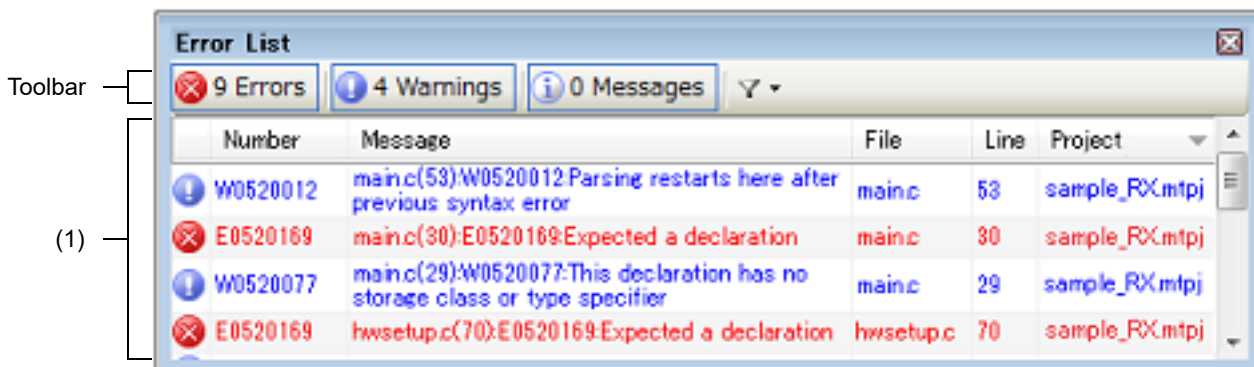 Error List
Toolbar
9 Errors 4 Warnings 0 Messages
Number Message File Line Project
W0520012 main.c(53):W0520012:Parsing restarts here after previous syntax error main.c 53 sample_RX.mtpj
(1)
E0520169 main.c(30):E0520169:Expected a declaration main.c 30 sample_RX.mtpj
W0520077 main.c(29):W0520077:This declaration has no storage class or type specifier main.c 29 sample_RX.mtpj
E0520169 hwsetup.c(70):E0520169:Expected a declaration hwsetup.c 70 sample_RX.mtpj